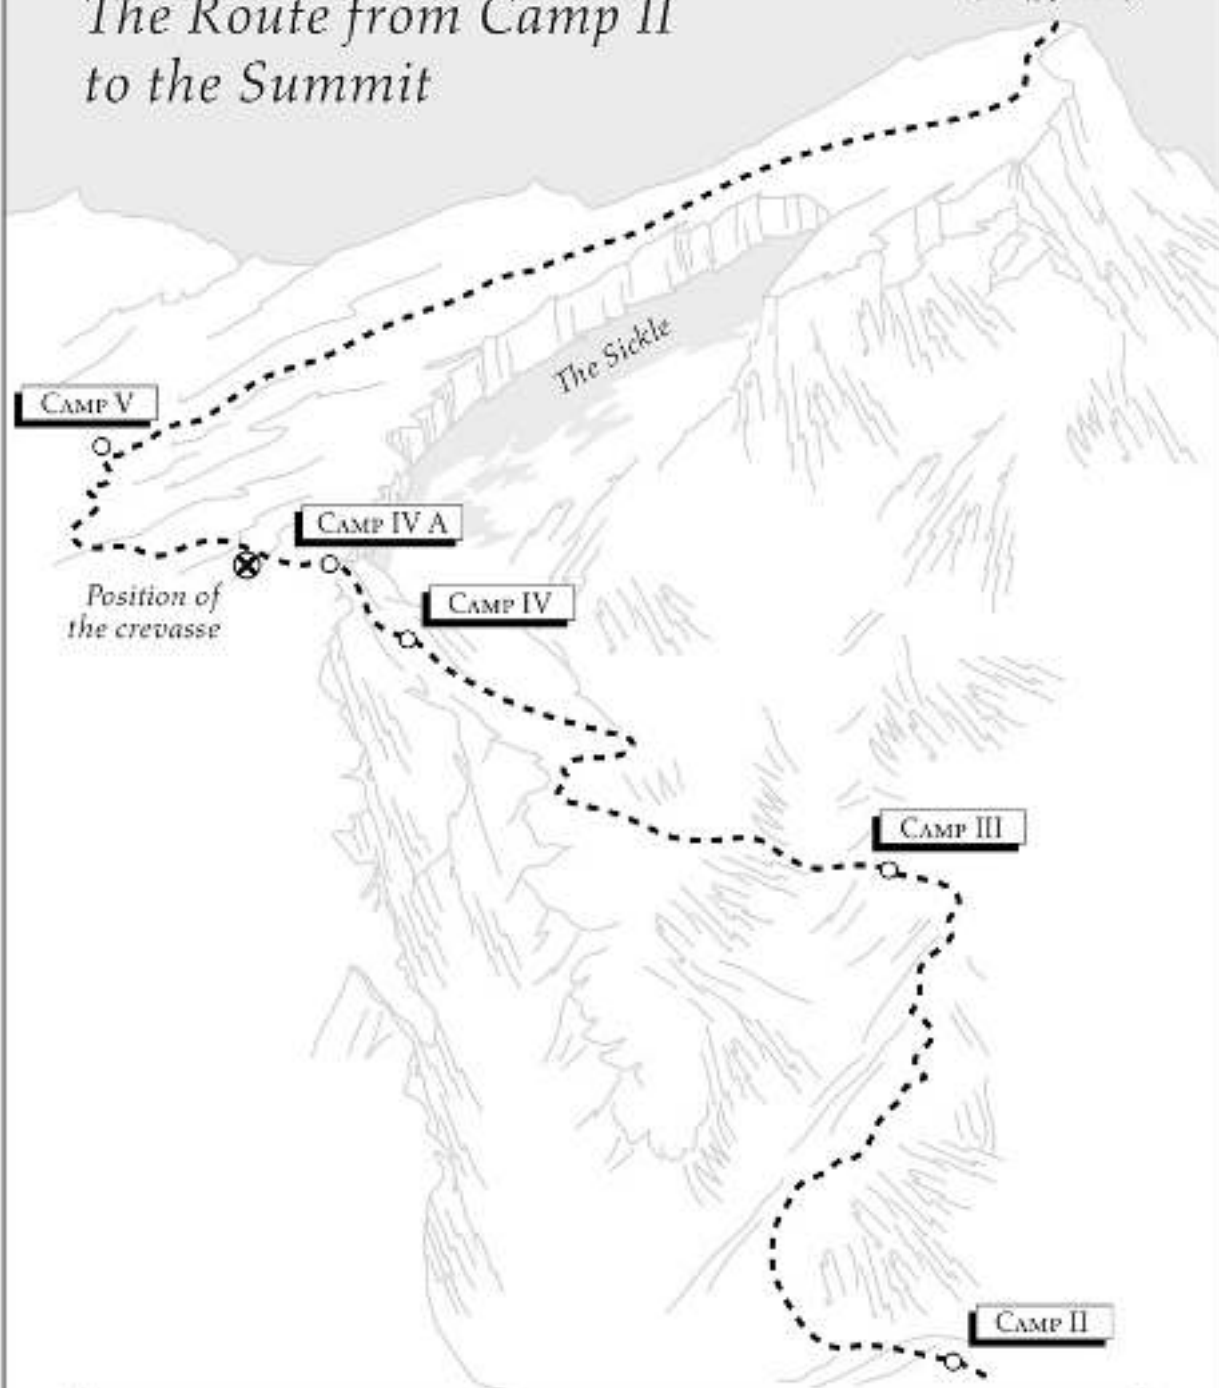 The Route from Camp II
to the Summit
The Sickle
CAMP V
CAMP IV A
Position of
the crevasse
CAMP IV
CAMP III
CAMP II